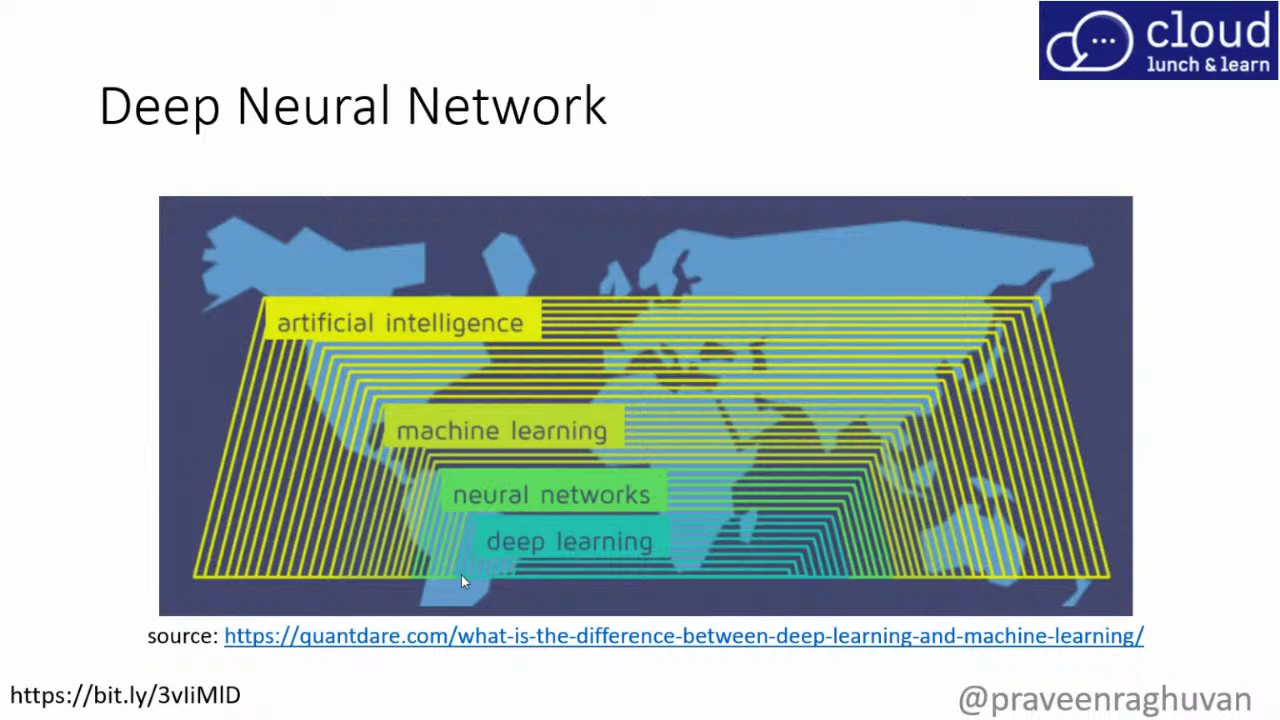 cloud
lunch & learn
Deep Neural Network
artificial intelligence
machine learning
neural networks
deep learning
source: https://quantdare.com/what-is-the-difference-between-deep-learning-and-machine-learning/
https://bit.ly/3vIiMlD
@praveenraghuvan